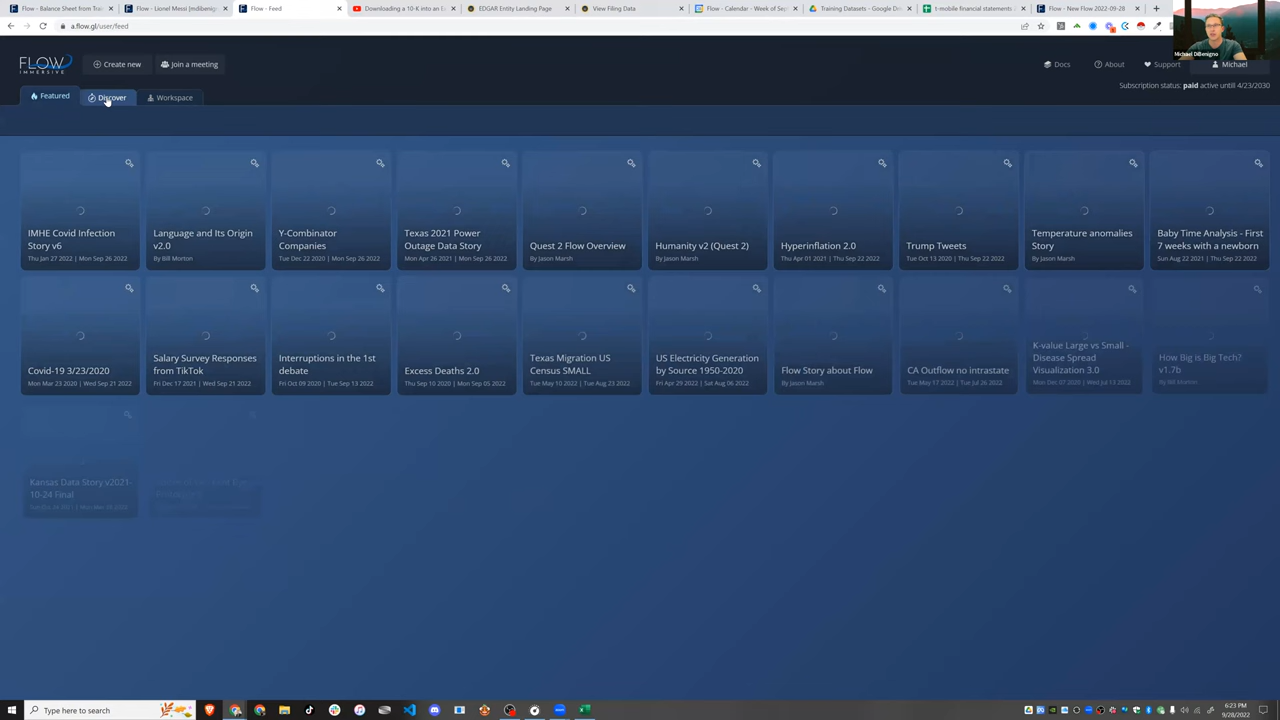 Flow - Balance Sheet from Tra
Flow - Lionel Messi [mdibenig
Flow - Feed
Downloading a 10-K into an E
EDGAR Entity Landing Page
View Filing Data
Flow - Calendar - Week of Sep
Training Datasets - Google Dr
t-mobile financial statements
Flow - New Flow 2022-09-28
a.flow.gl/user/feed
Michael DiBenigno
FLOW
IMMERSIVE
Create new
Join a meeting
Docs
About
Support
Michael
Subscription status: paid active until 4/23/2030
Featured
Discover
Workspace
IMHE Covid Infection
Story v6
Thu Jan 27 2022 | Mon Sep 26 2022
Language and Its Origin
v2.0
By Bill Morton
Y-Combinator
Companies
Tue Dec 22 2020 | Mon Sep 26 2022
Texas 2021 Power
Outage Data Story
Mon Apr 26 2021 | Mon Sep 26 2022
Quest 2 Flow Overview
By Jason Marsh
Humanity v2 (Quest 2)
By Jason Marsh
Hyperinflation 2.0
Thu Apr 01 2021 | Thu Sep 22 2022
Trump Tweets
Tue Oct 13 2020 | Thu Sep 22 2022
Temperature anomalies
Story
By Jason Marsh
Baby Time Analysis - First
7 weeks with a newborn
Sun Aug 22 2021 | Thu Sep 22 2022
Covid-19 3/23/2020
Mon Mar 23 2020 | Wed Sep 21 2022
Salary Survey Responses
from TikTok
Fri Dec 17 2021 | Wed Sep 21 2022
Interruptions in the 1st
debate
Fri Oct 09 2020 | Tue Sep 13 2022
Excess Deaths 2.0
Thu Sep 10 2020 | Mon Sep 05 2022
Texas Migration US
Census SMALL
Tue May 10 2022 | Tue Aug 23 2022
US Electricity Generation
by Source 1950-2020
Fri Apr 29 2022 | Sat Aug 06 2022
Flow Story about Flow
By Jason Marsh
CA Outflow no intrastate
Tue May 17 2022 | Tue Jul 26 2022
K-value Large vs Small -
Disease Spread
Visualization 3.0
Mon Dec 07 2020 | Wed Jul 13 2022
How Big is Big Tech?
v1.7b
By Bill Morton
Kansas Data Story v2021-
10-24 Final
Type here to search
6:23 PM
9/28/2022